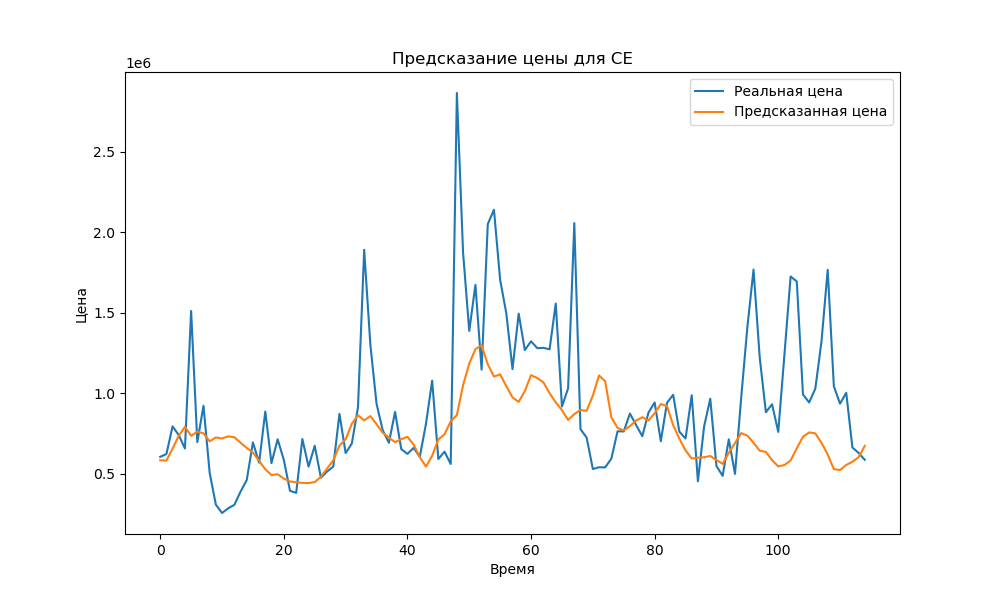 Предсказание цены для CE
1e6
Реальная цена
Предсказанная цена
2.5
2.0
1.5
1.0
0.5
Цена
0 20 40 60 80 100
Время